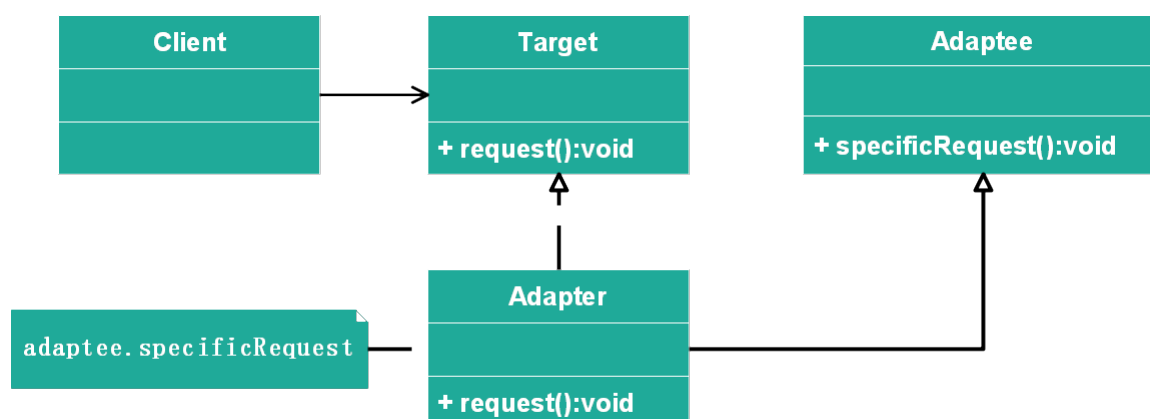 Client
Target
+ request():void
Adaptee
+ specificRequest():void
adaptee.specificRequest
Adapter
+ request():void